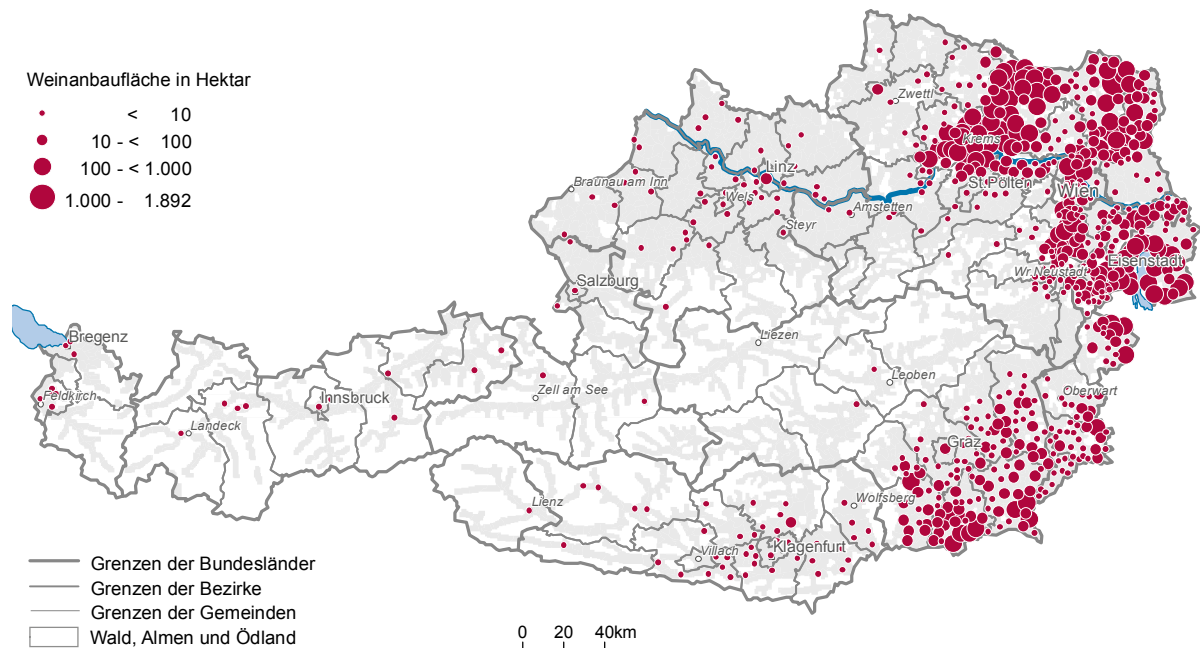 Weinanbaufläche in Hektar
< 10
10 - < 100
100 - < 1.000
1.000 - 1.892
Zwettl
Krems
Linz
St.Pölten
Wien
Braunau am Inn
Wels
Amstetten
Steyr
Eisenstadt
Wr.Neustadt
Salzburg
Bregenz
Liezen
Leoben
Oberwart
Zell am See
Feldkirch
Innsbruck
Landeck
Graz
Lienz
Wolfsberg
Villach
Klagenfurt
Grenzen der Bundesländer
Grenzen der Bezirke
Grenzen der Gemeinden
Wald, Almen und Ödland
0 20 40km